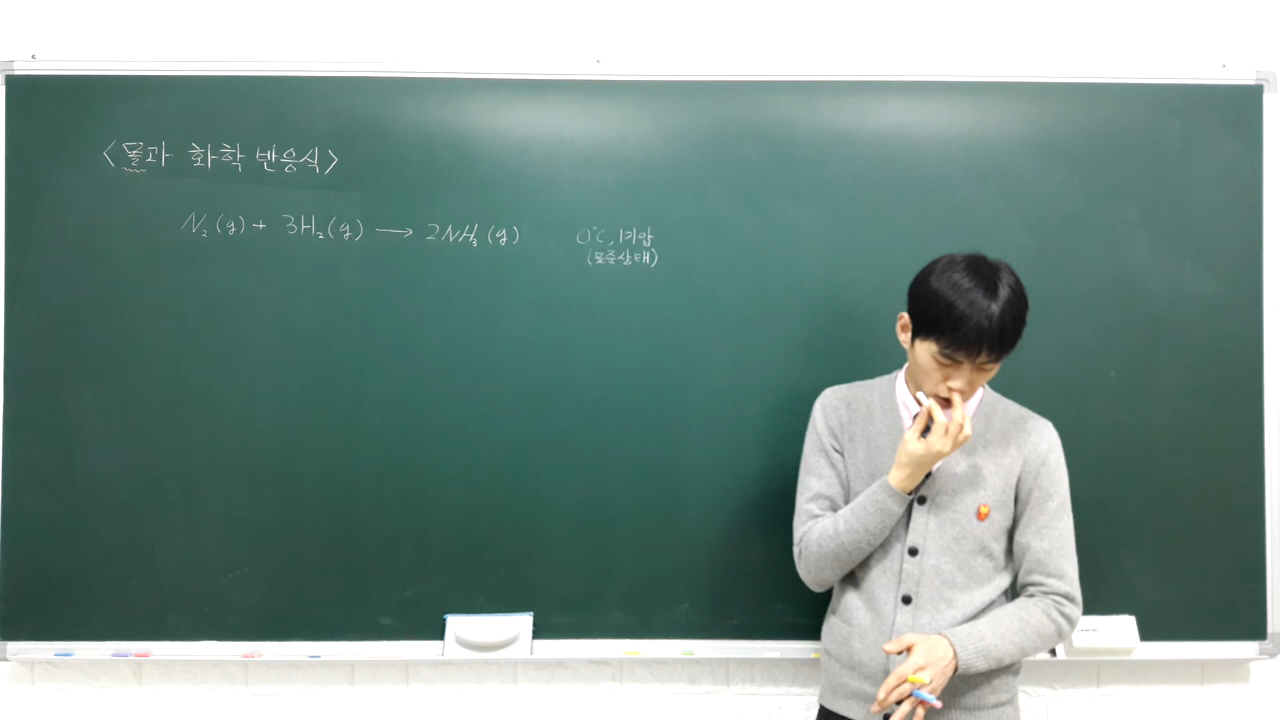 <몰과 화학 반응식>
N₂(g) + 3H₂(g) → 2NH₃(g)
0°C, 1기압
(표준상태)